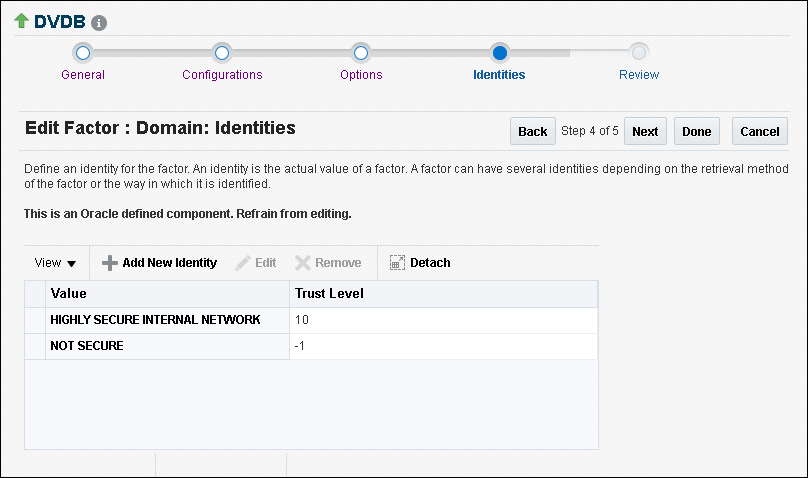 DVDB
General Configurations Options Identities Review
Edit Factor : Domain: Identities Back Step 4 of 5 Next Done Cancel
Define an identity for the factor. An identity is the actual value of a factor. A factor can have several identities depending on the retrieval method
of the factor or the way in which it is identified.
This is an Oracle defined component. Refrain from editing.
View Add New Identity Edit Remove Detach
Value Trust Level
HIGHLY SECURE INTERNAL NETWORK 10
NOT SECURE -1